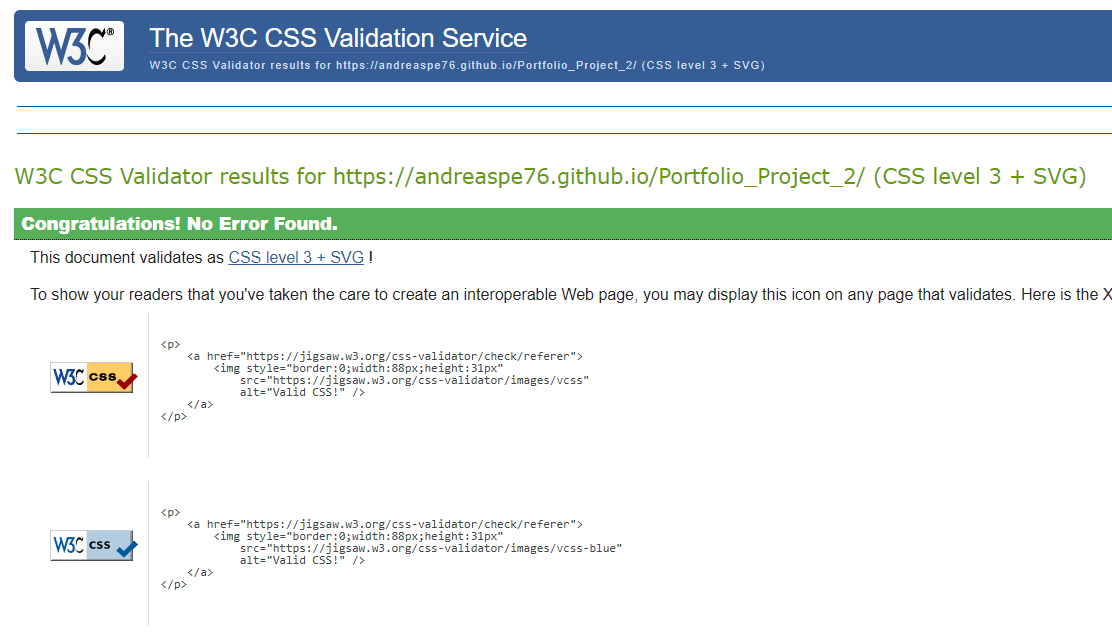 W3C®
The W3C CSS Validation Service
W3C CSS Validator results for https://andreaspe76.github.io/Portfolio_Project_2/ (CSS level 3 + SVG)
W3C CSS Validator results for https://andreaspe76.github.io/Portfolio_Project_2/ (CSS level 3 + SVG)
Congratulations! No Error Found.
This document validates as CSS level 3 + SVG !
To show your readers that you've taken the care to create an interoperable Web page, you may display this icon on any page that validates. Here is the X
<p>
<a href="https://jigsaw.w3.org/css-validator/check/referer">
<img style="border:0;width:88px;height:31px"
W3C css
src="https://jigsaw.w3.org/css-validator/images/vcss"
alt="Valid CSS!" />
</a>
</p>
<p>
<a href="https://jigsaw.w3.org/css-validator/check/referer">
<img style="border:0;width:88px;height:31px"
W3C css
src="https://jigsaw.w3.org/css-validator/images/vcss-blue"
alt="Valid CSS!" />
</a>
</p>